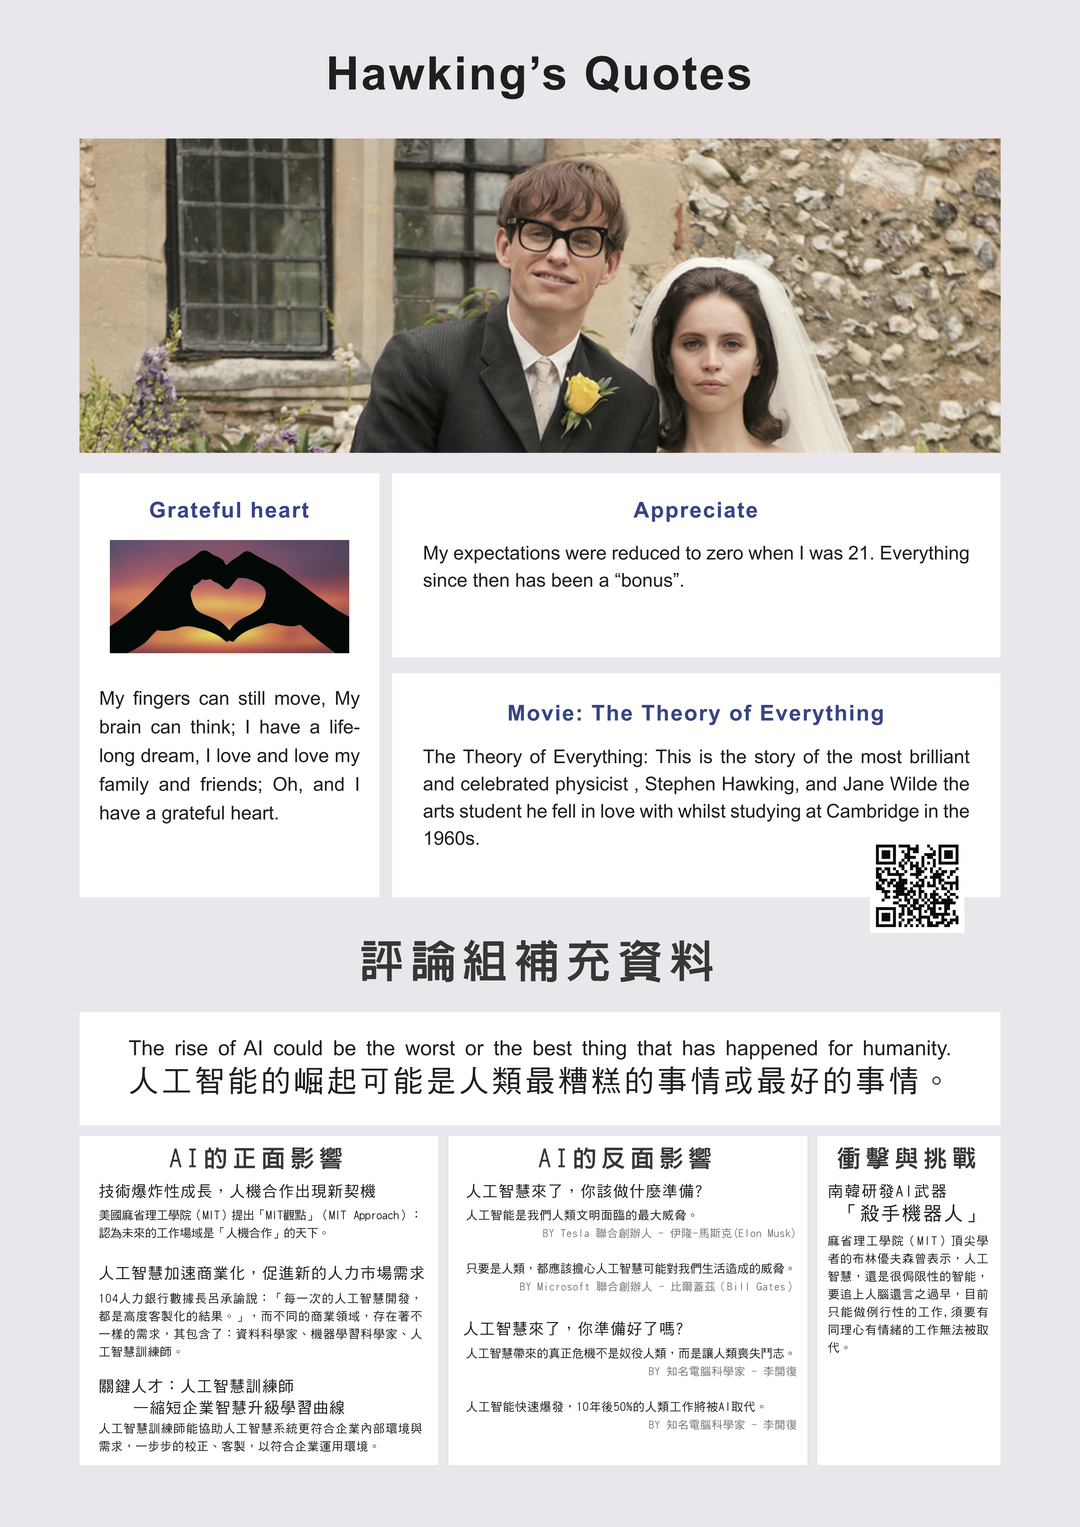 Hawking’s Quotes
Grateful heart
My fingers can still move, My
brain can think; I have a life-
long dream, I love and love my
family and friends; Oh, and I
have a grateful heart.
Appreciate
My expectations were reduced to zero when I was 21. Everything
since then has been a “bonus”.
Movie: The Theory of Everything
The Theory of Everything: This is the story of the most brilliant
and celebrated physicist , Stephen Hawking, and Jane Wilde the
arts student he fell in love with whilst studying at Cambridge in the
1960s.
評論組補充資料
The rise of AI could be the worst or the best thing that has happened for humanity.
人工智能的崛起可能是人類最糟糕的事情或最好的事情。
AI的正面影響
技術爆炸性成長，人機合作出現新契機
美國麻省理工學院（MIT）提出「MIT觀點」（MIT Approach）：
認為未來的工作場域是「人機合作」的天下。
人工智慧加速商業化，促進新的人力市場需求
104人力銀行數據長呂承諭說：「每一次的人工智慧開發，
都是高度客製化的結果。」，而不同的商業領域，存在著不
一樣的需求，其包含了：資料科學家、機器學習科學家、人
工智慧訓練師。
關鍵人才：人工智慧訓練師
—縮短企業智慧升級學習曲線
人工智慧訓練師能協助人工智慧系統更符合企業內部環境與
需求，一步步的校正、客製，以符合企業運用環境。
AI的反面影響
人工智慧來了，你該做什麼準備?
人工智能是我們人類文明面臨的最大威脅。
BY Tesla 聯合創辦人 - 伊隆-馬斯克(Elon Musk)
只要是人類，都應該擔心人工智慧可能對我們生活造成的威脅。
BY Microsoft 聯合創辦人 - 比爾蓋茲（Bill Gates）
人工智慧來了，你準備好了嗎?
人工智慧帶來的真正危機不是奴役人類，而是讓人類喪失鬥志。
BY 知名電腦科學家 - 李開復
人工智能快速爆發，10年後50%的人類工作將被AI取代。
BY 知名電腦科學家 - 李開復
衝擊與挑戰
南韓研發AI武器
「殺手機器人」
麻省理工學院（MIT）頂尖學
者的布林優夫森曾表示，人工
智慧，還是很侷限性的智能，
要追上人腦還言之過早，目前
只能做例行性的工作,須要有
同理心有情緒的工作無法被取
代。